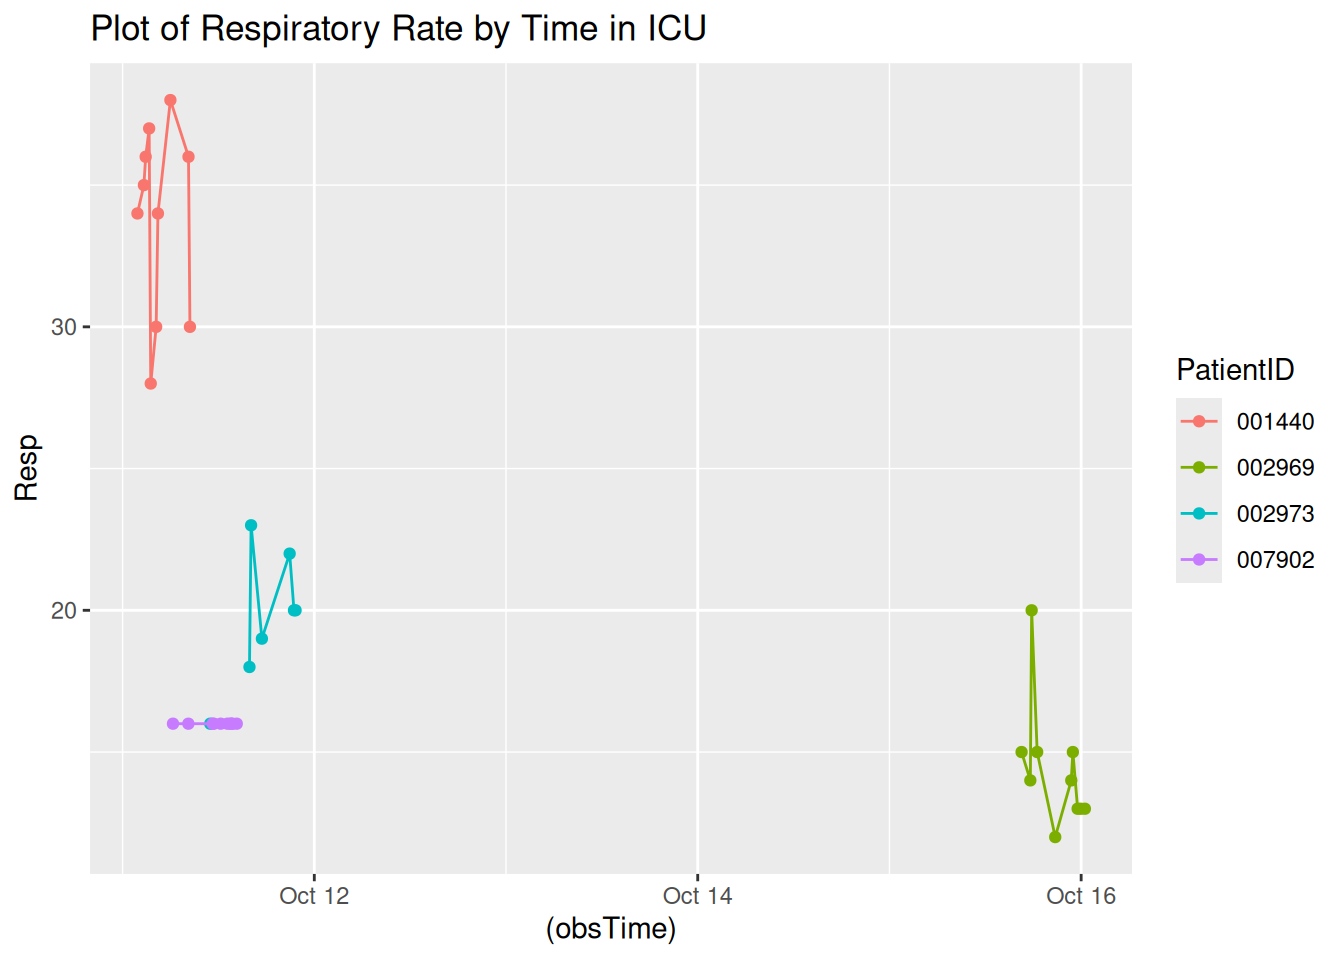 Plot of Respiratory Rate by Time in ICU
Resp
30
20
Oct 12
Oct 14
Oct 16
(obsTime)
PatientID
001440
002969
002973
007902